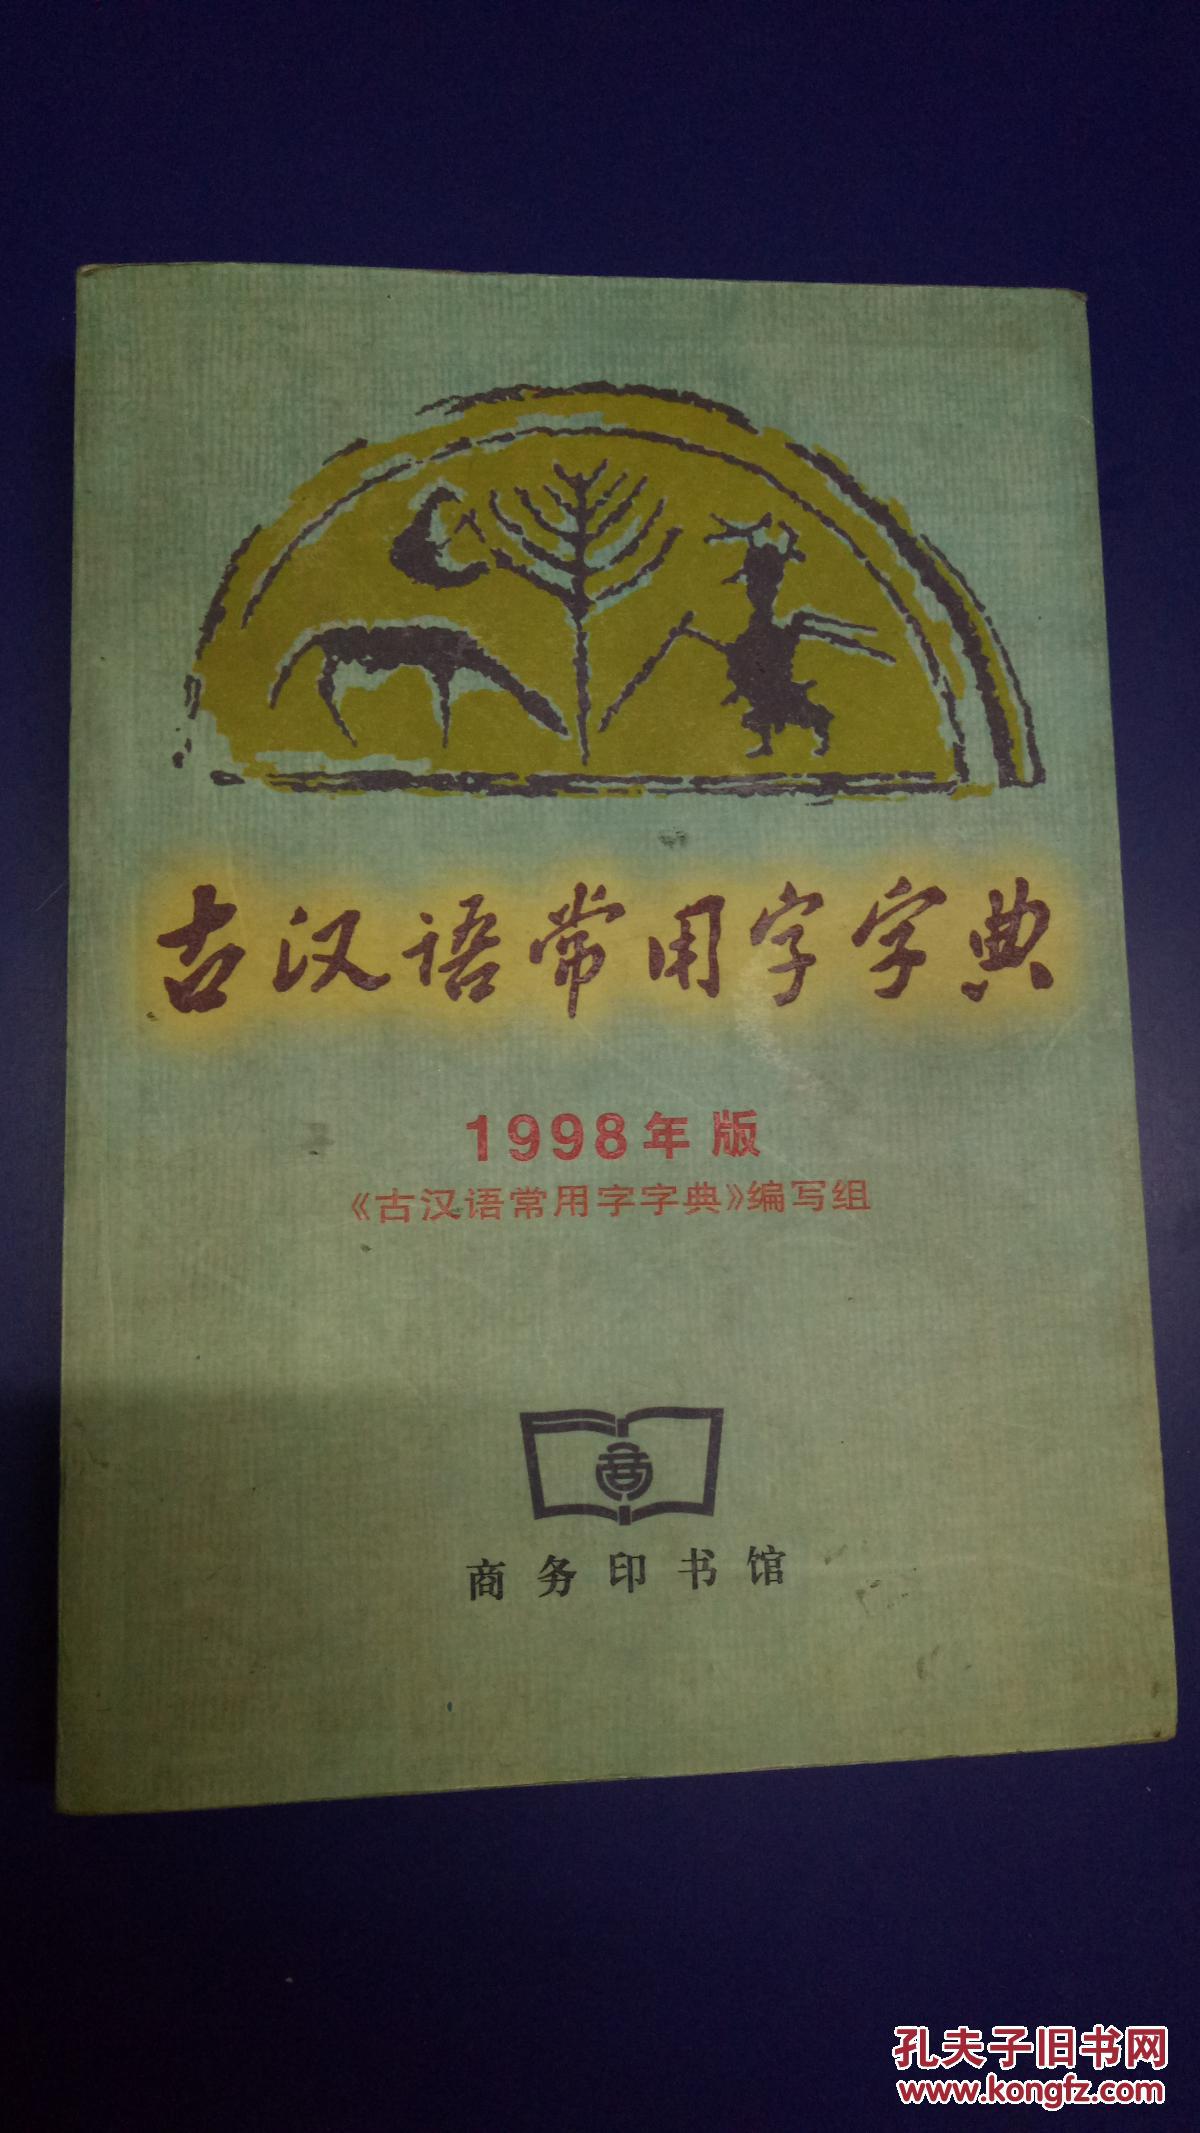 古汉语常用字字典
1998年版
《古汉语常用字字典》编写组
商
商务印书馆
孔夫子旧书网
www.kongfz.com